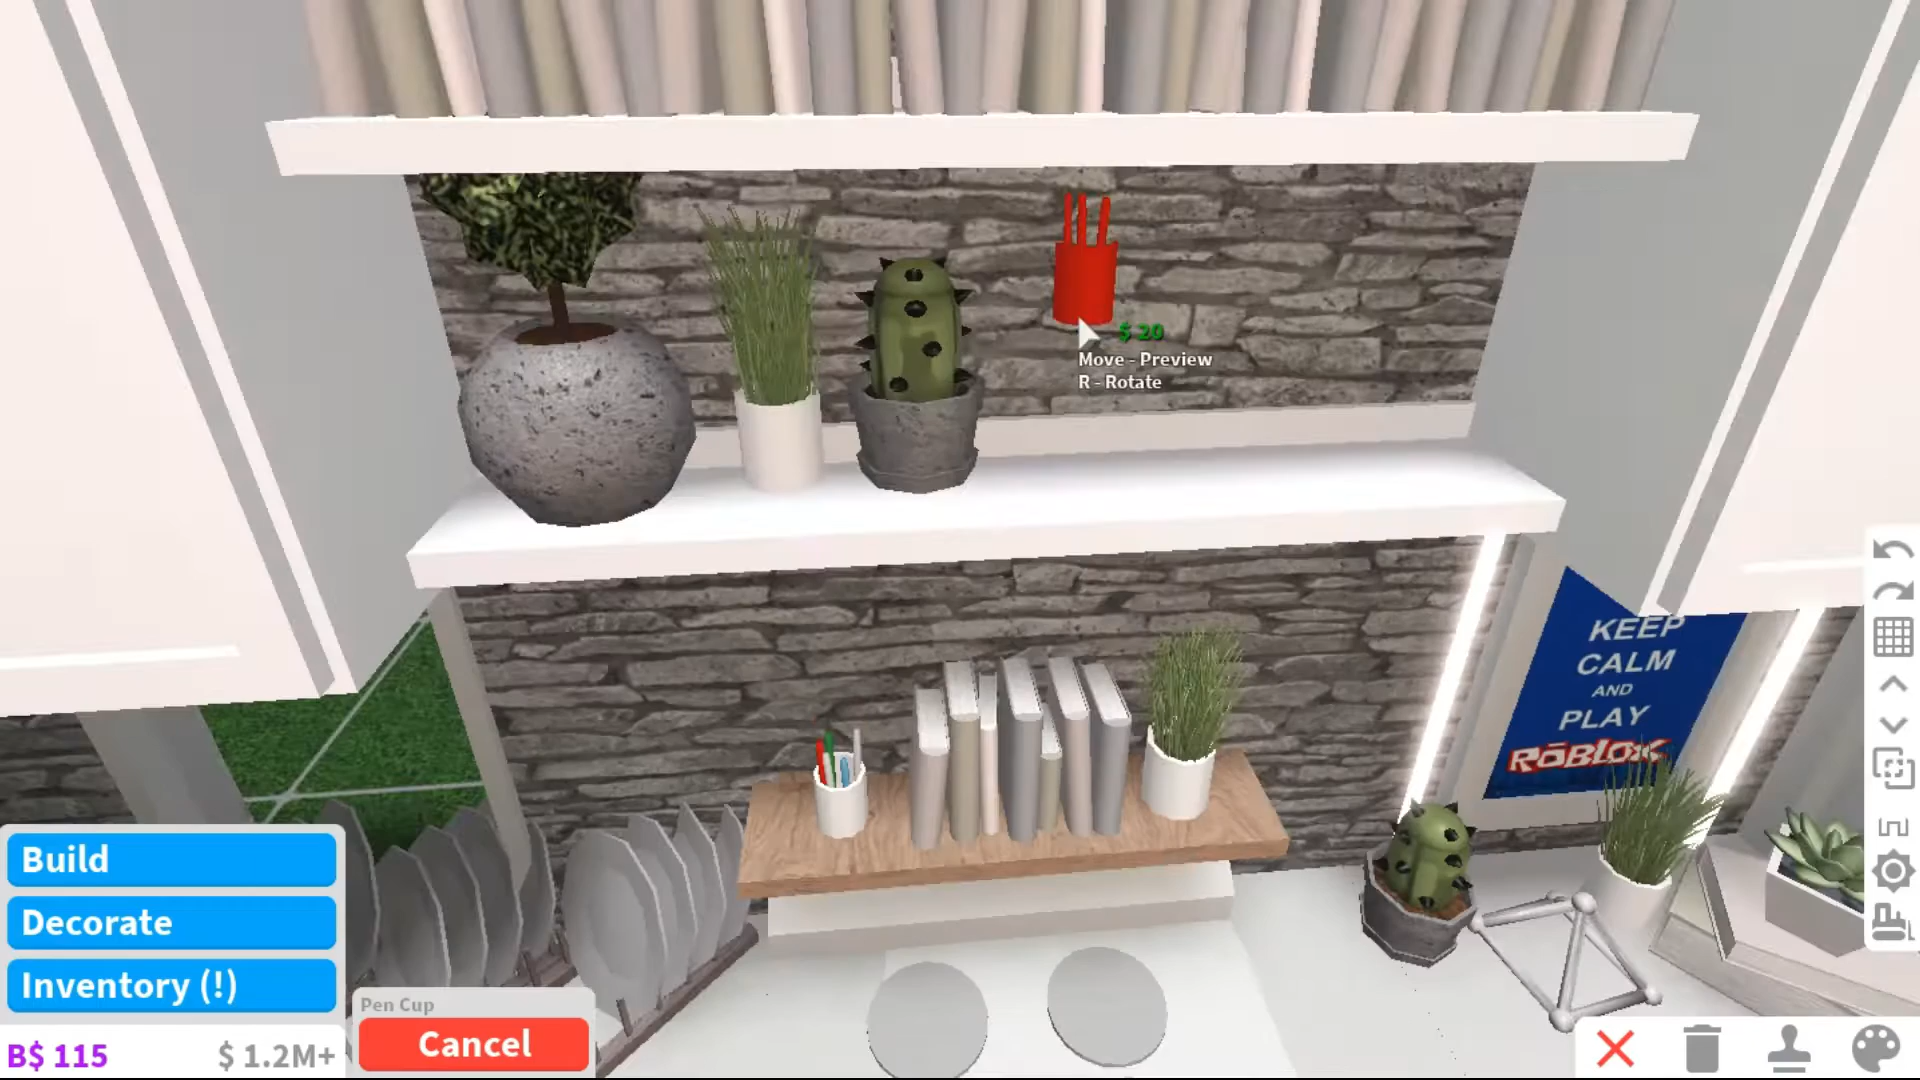 $ 20
Move - Preview
R - Rotate
KEEP
CALM
AND
PLAY
ROBLOX
Build
Decorate
Inventory (!)
B$ 115
$ 1.2M+
Pen Cup
Cancel